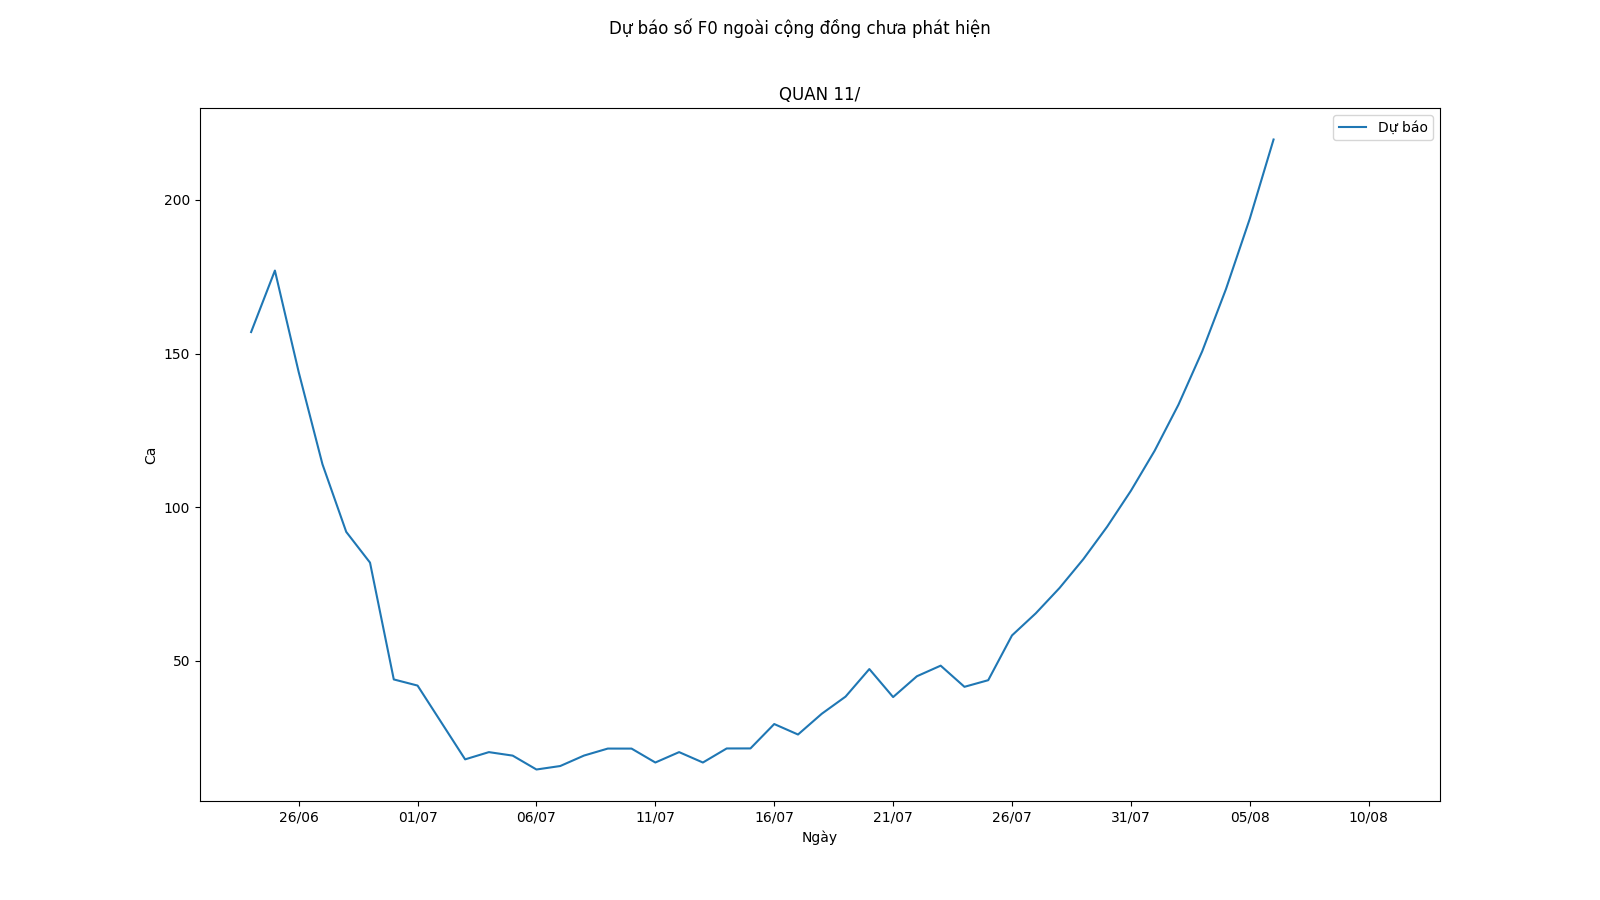 Dự báo số F0 ngoài cộng đồng chưa phát hiện
QUAN 11/
Dự báo
200
150
100
50
Ca
26/06 01/07 06/07 11/07 16/07 21/07 26/07 31/07 05/08 10/08
Ngày